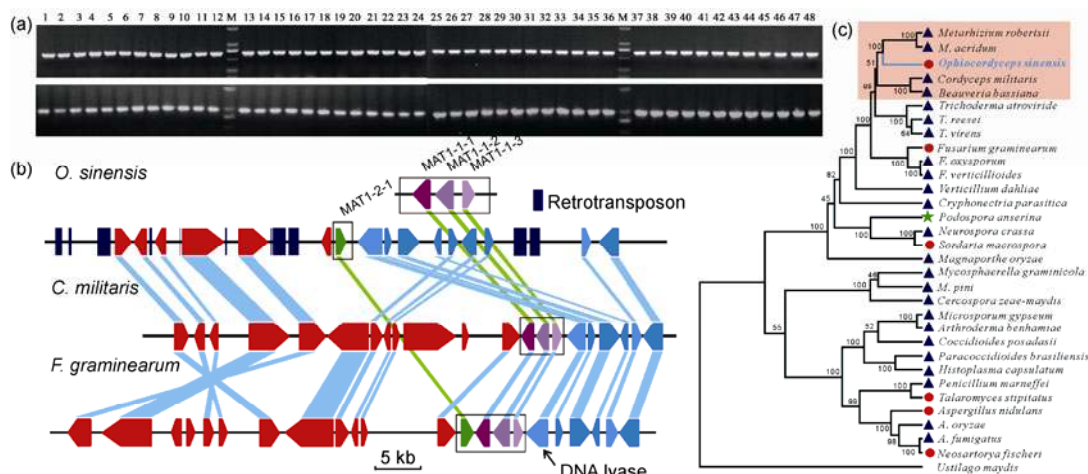 (a)
1 2 3 4 5 6 7 8 9 10 11 12 M 13 14 15 16 17 18 19 20 21 22 23 24 25 26 27 28 29 30 31 32 33 34 35 36 M 37 38 39 40 41 42 43 44 45 46 47 48
(b)
O. sinensis
MAT1-2-1
MAT1-1-1
MAT1-1-2
MAT1-1-3
Retrotransposon
C. militaris
F. graminearum
5 kb
DNA lyase
(c)
100 Metarhizium robertsii
100 M. acridum
51 Ophiocordyceps sinensis
Cordyceps militaris
100 Beauveria bassiana
Trichoderma atroviride
100 T. reesei
100 64 T. virens
Fusarium graminearum
100 F. oxysporum
100 F. verticillioides
82 Verticillium dahliae
Cryphonectria parasitica
45 Podospora anserina
100 Neurospora crassa
100 Sordaria macrospora
Magnaporthe oryzae
46 Mycosphaerella graminicola
100 M. pini
Cercospora zeae-maydis
55
100 Microsporum gypseum
52 Arthroderma benhamiae
100 Coccidioides posadasii
Paracoccidioides brasiliensis
100 Histoplasma capsulatum
100 Penicillium marneffei
100 Talaromyces stipitatus
99 Aspergillus nidulans
100 A. oryzae
98 A. fumigatus
100 Neosartorya fischeri
Ustilago maydis